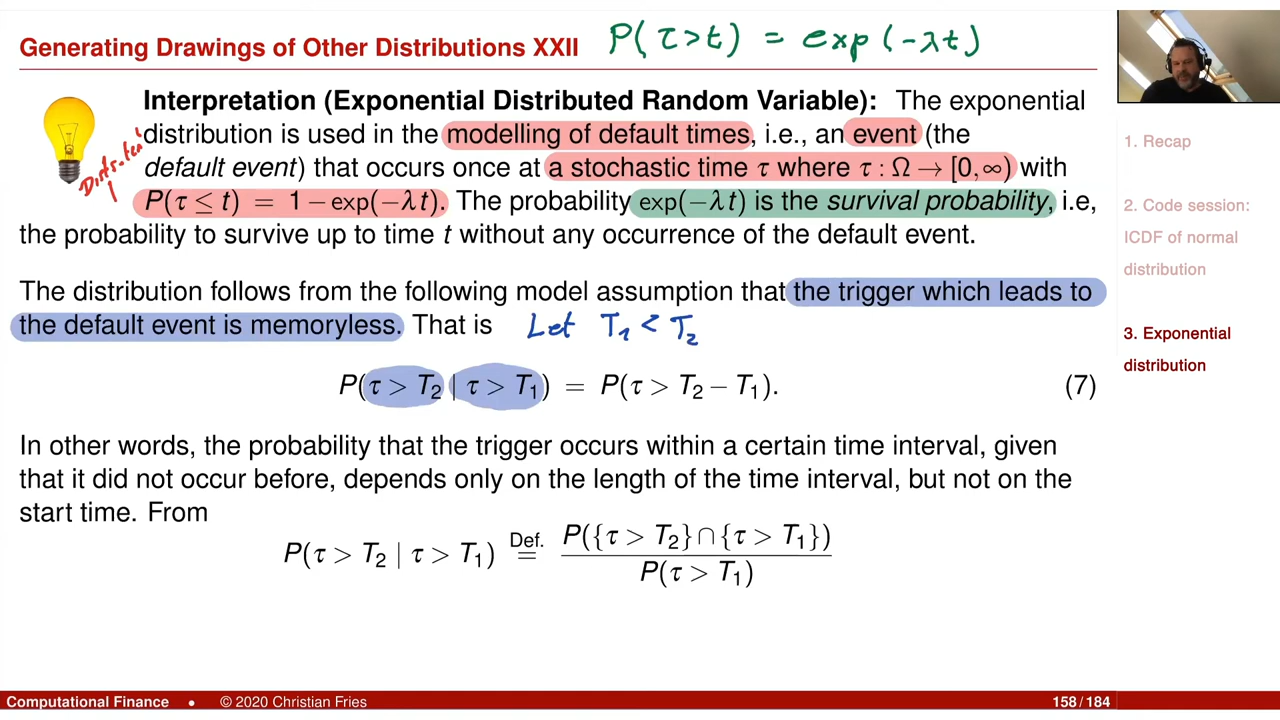 Generating Drawings of Other Distributions XXII P(τ>t) = exp(-λt)
Interpretation (Exponential Distributed Random Variable): The exponential
distribution is used in the modelling of default times, i.e., an event (the
default event) that occurs once at a stochastic time τ where τ : Ω → [0, ∞) with
P(τ ≤ t) = 1 − exp(−λ t). The probability exp(−λt) is the survival probability, i.e,
the probability to survive up to time t without any occurrence of the default event.
The distribution follows from the following model assumption that the trigger which leads to
the default event is memoryless. That is Let T₁ < T₂
P(τ > T₂ | τ > T₁) = P(τ > T₂ − T₁). (7)
In other words, the probability that the trigger occurs within a certain time interval, given
that it did not occur before, depends only on the length of the time interval, but not on the
start time. From
P(τ > T₂ | τ > T₁) Def. = P({τ > T₂} ∩ {τ > T₁})
P(τ > T₁)
1. Recap
2. Code session:
ICDF of normal
distribution
3. Exponential
distribution
Computational Finance • © 2020 Christian Fries 158 / 184